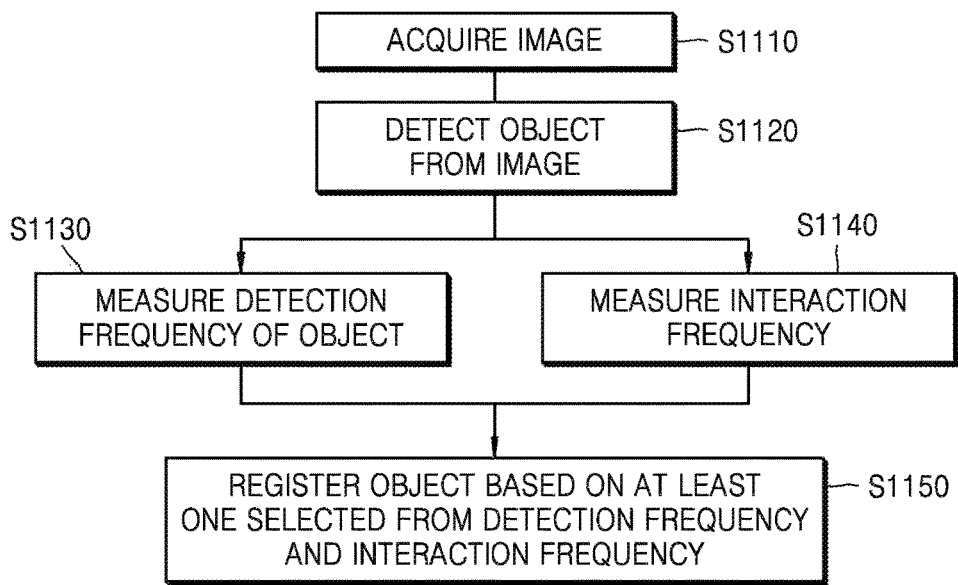 ACQUIRE IMAGE
S1110
DETECT OBJECT
FROM IMAGE
S1120
S1130
S1140
MEASURE DETECTION
FREQUENCY OF OBJECT
MEASURE INTERACTION
FREQUENCY
REGISTER OBJECT BASED ON AT LEAST
ONE SELECTED FROM DETECTION FREQUENCY
AND INTERACTION FREQUENCY
S1150